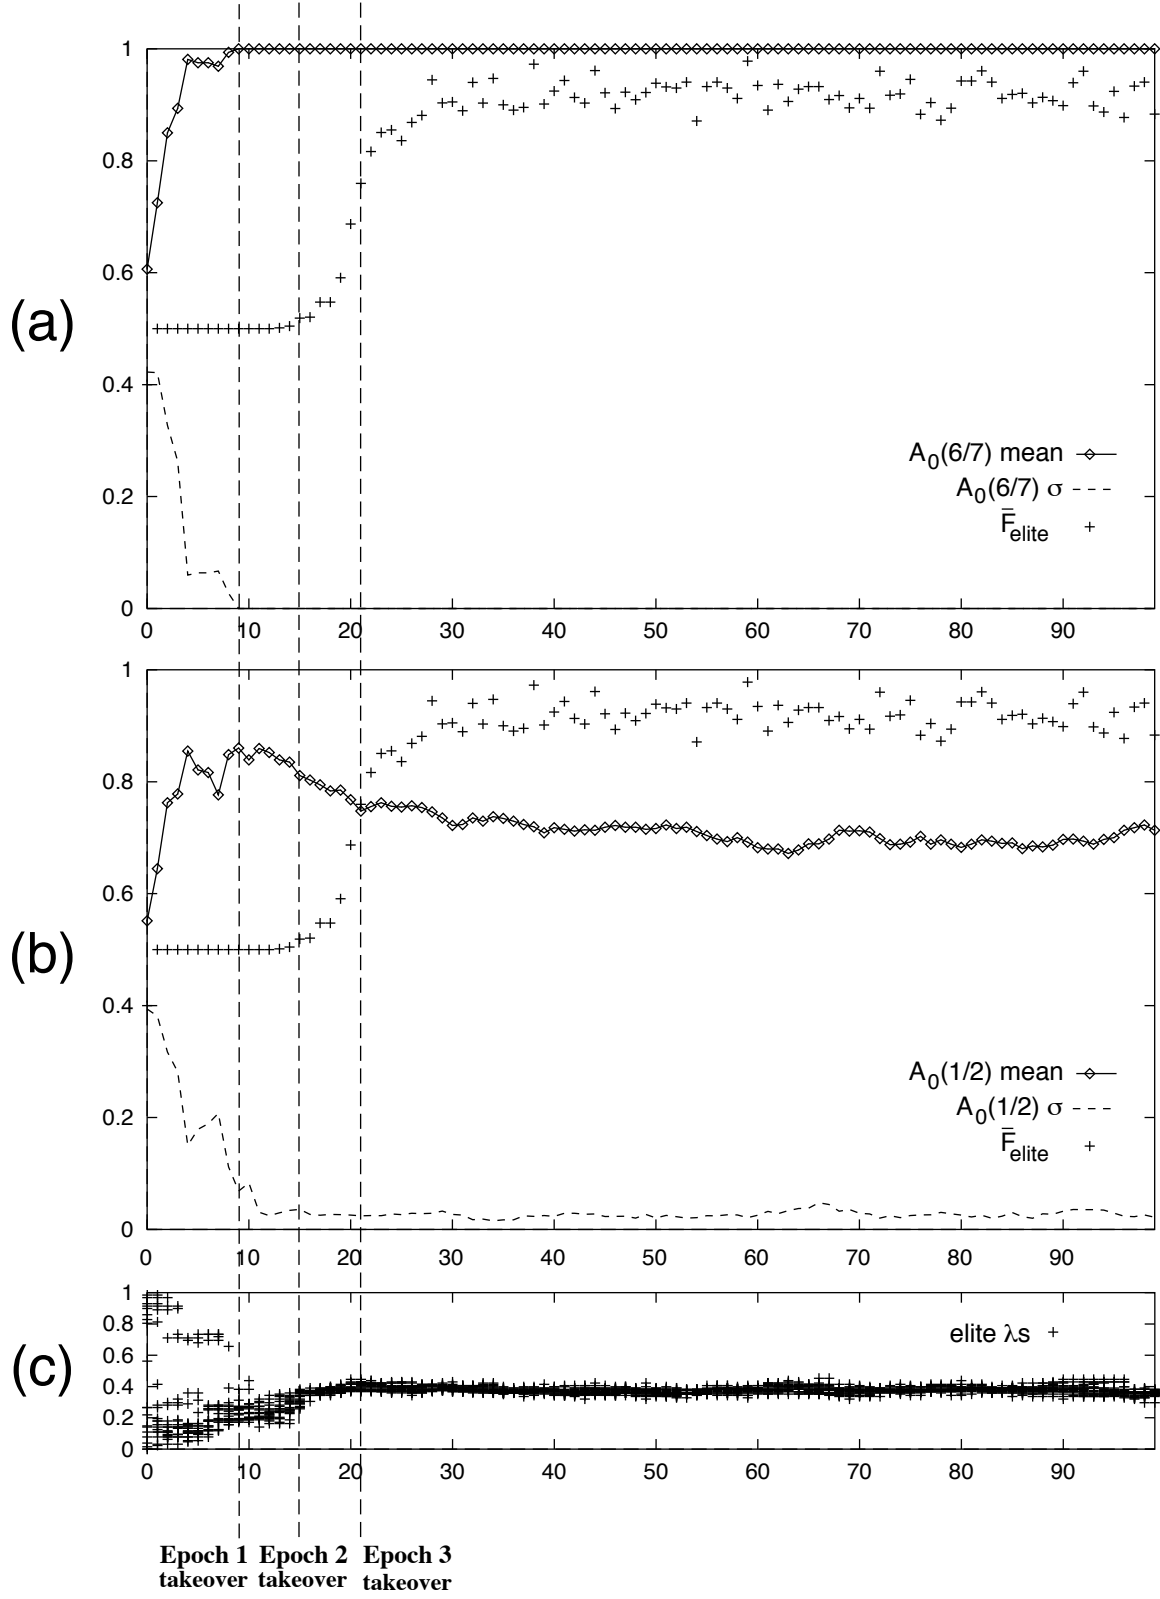 1
0.8
0.6
(a)
0.4
A₀(6/7) mean
A₀(6/7) σ
F̄elite
0.2
0
0 10 20 30 40 50 60 70 80 90
1
0.8
0.6
(b)
0.4
A₀(1/2) mean
A₀(1/2) σ
F̄elite
0.2
0
0 10 20 30 40 50 60 70 80 90
1
0.8
elite λs
0.6
(c)
0.4
0.2
0
0 10 20 30 40 50 60 70 80 90
Epoch 1 Epoch 2 Epoch 3
takeover takeover takeover